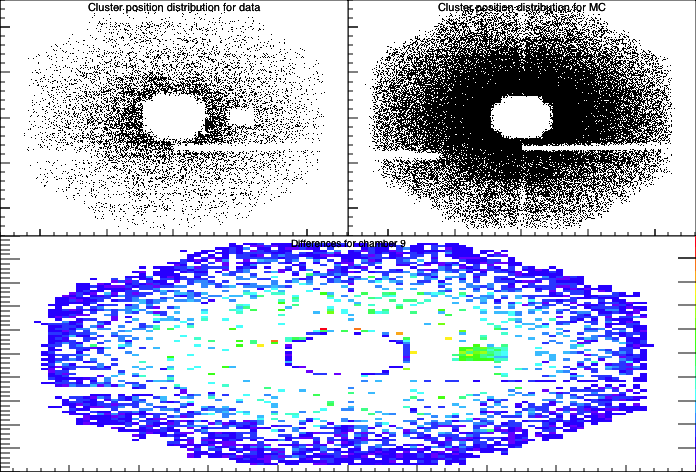 Cluster position distribution for data
Cluster position distribution for MC
Differences for chamber 9